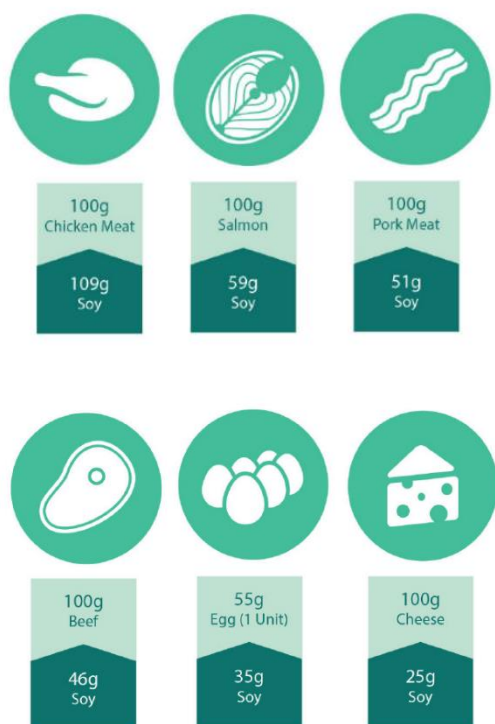 100g
Chicken Meat
109g
Soy
100g
Salmon
59g
Soy
100g
Pork Meat
51g
Soy
100g
Beef
46g
Soy
55g
Egg (1 Unit)
35g
Soy
100g
Cheese
25g
Soy